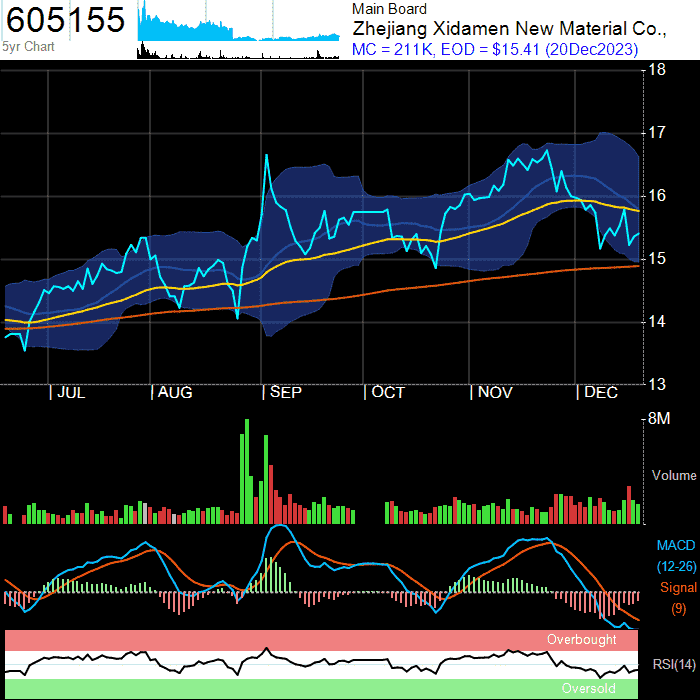 605155
5yr Chart
Main Board
Zhejiang Xidamen New Material Co.,
MC = 211K, EOD = $15.41 (20Dec2023)
18
17
16
15
14
13
| JUL | AUG | SEP | OCT | NOV | DEC
8M
Volume
MACD
(12-26)
Signal
(9)
Overbought
RSI(14)
Oversold